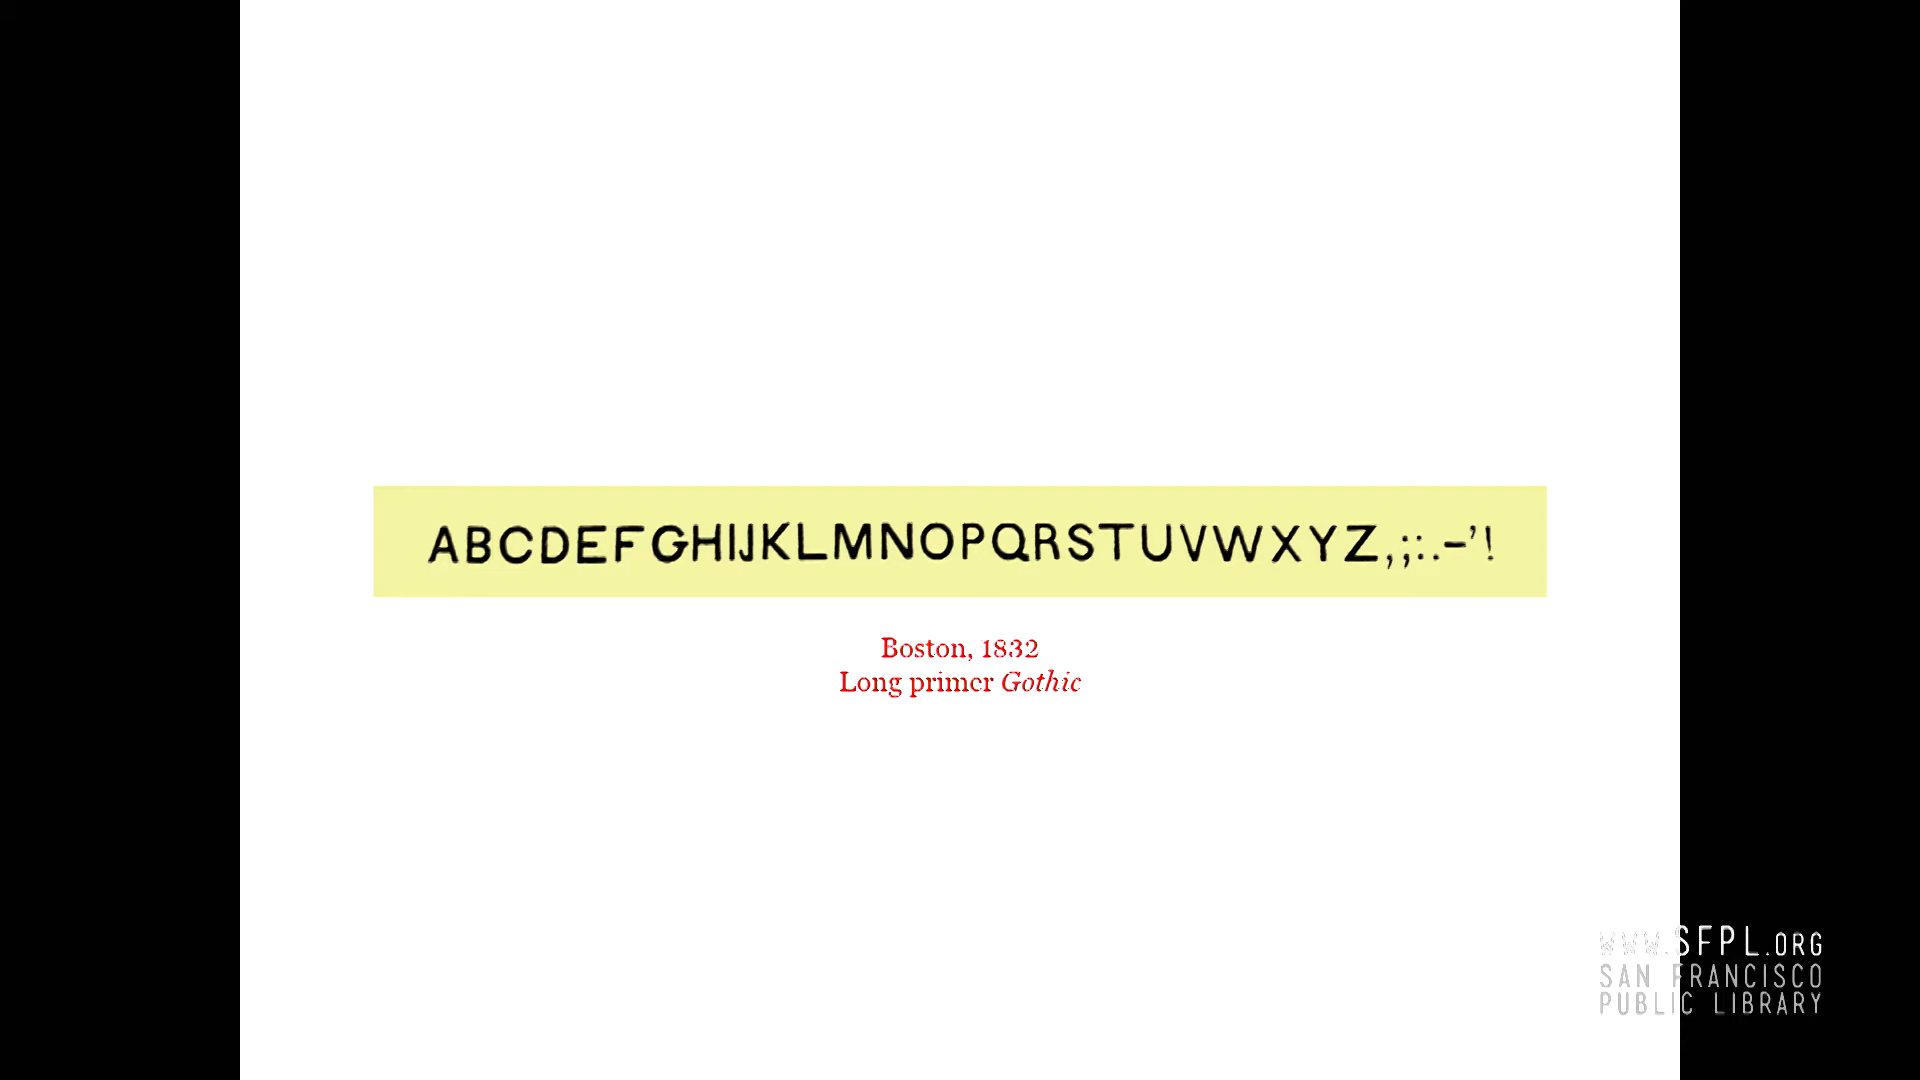 ABCDEFGHIJKLMNOPQRSTUVWXYZ,;:.-'!
Boston, 1832
Long primer Gothic
WWW.SFPL.ORG
SAN FRANCISCO
PUBLIC LIBRARY